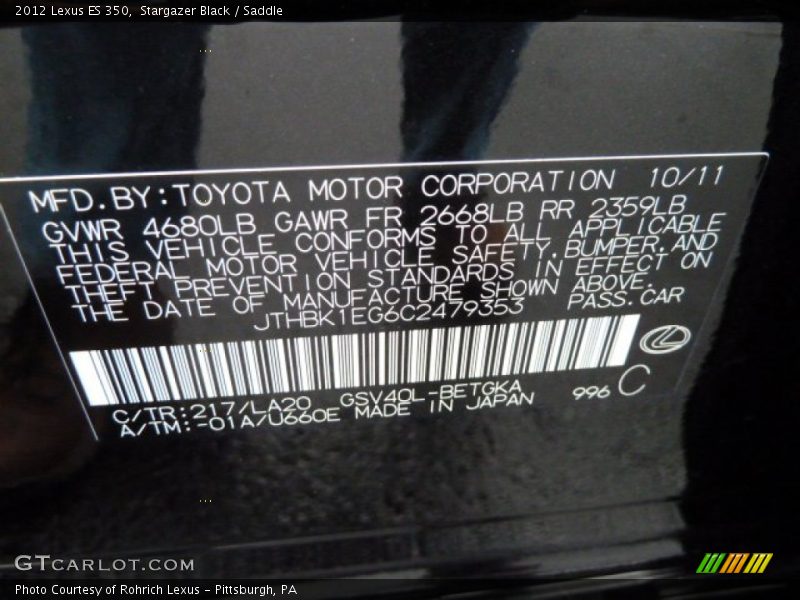 2012 Lexus ES 350, Stargazer Black / Saddle
MFD.BY:TOYOTA MOTOR CORPORATION 10/11
GVWR 4680LB GAWR FR 2668LB RR 2359LB
THIS VEHICLE CONFORMS TO ALL APPLICABLE
FEDERAL MOTOR VEHICLE SAFETY,BUMPER,AND
THEFT PREVENTION STANDARDS IN EFFECT ON
THE DATE OF MANUFACTURE SHOWN ABOVE.
JTHBK1EG6C2479353 PASS.CAR
C/TR:217/LA20 GSV40L-BETGKA 996 C
A/TM:-01A/U660E MADE IN JAPAN
GTCARLOT.COM
Photo Courtesy of Rohrich Lexus - Pittsburgh, PA